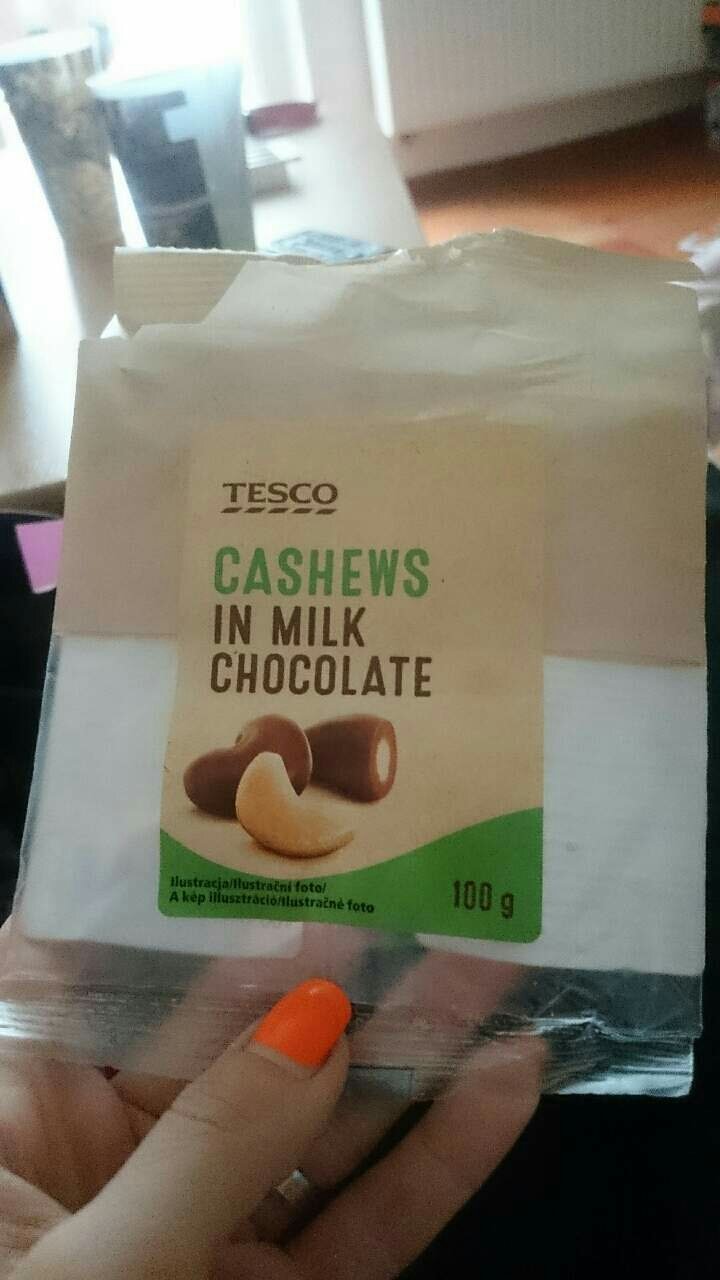 TESCO
CASHEWS
IN MILK
CHOCOLATE
Ilustracja/Ilustrační foto/
A kép illusztráció/Ilustračné foto
100 g